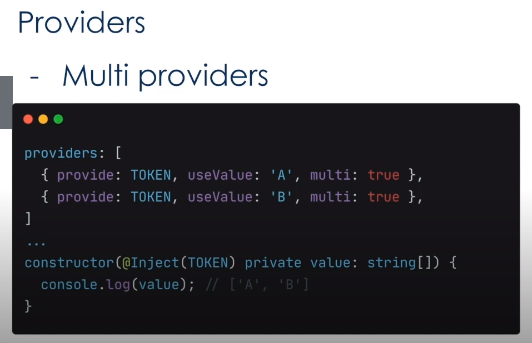 Providers
- Multi providers
providers: [
  { provide: TOKEN, useValue: 'A', multi: true },
  { provide: TOKEN, useValue: 'B', multi: true },
]
...
constructor(@Inject(TOKEN) private value: string[]) {
  console.log(value); // ['A', 'B']
}